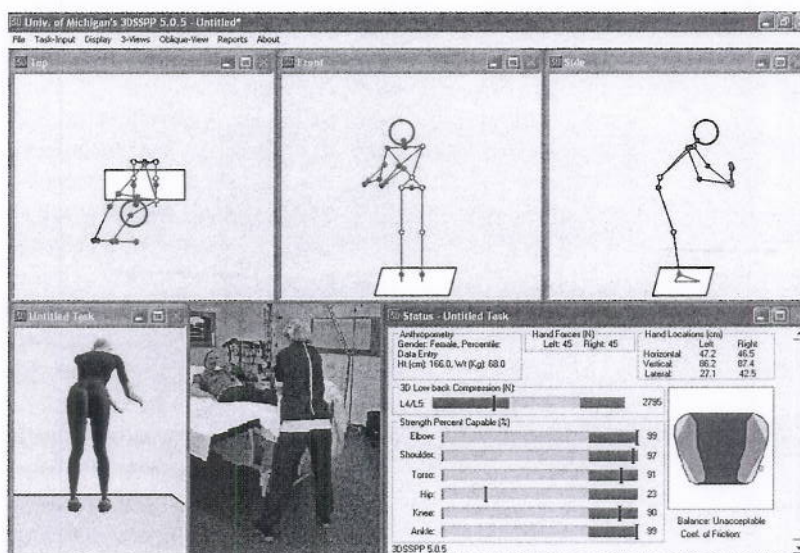 Univ. of Michigan's 3DSSPP 5.0.5 - Untitled*
File Task-Input Display 3-Views Oblique-View Reports About
Top
Front
Side
Untitled Task
Status - Untitled Task
Anthropometry
Gender: Female, Percentile:
Data Entry
Ht (cm): 166.0, Wt (Kg): 68.0
Hand Forces (N)
Left: 45 Right: 45
Hand Locations (cm)
Left Right
Horizontal: 47.2 46.5
Vertical: 86.2 87.4
Lateral: 27.1 42.5
3D Low back Compression (N):
L4/L5: 2795
Strength Percent Capable (%)
Elbow: 99
Shoulder: 97
Torso: 91
Hip: 23
Knee: 90
Ankle: 99
Balance: Unacceptable
Coef. of Friction:
3DSSPP 5.0.5